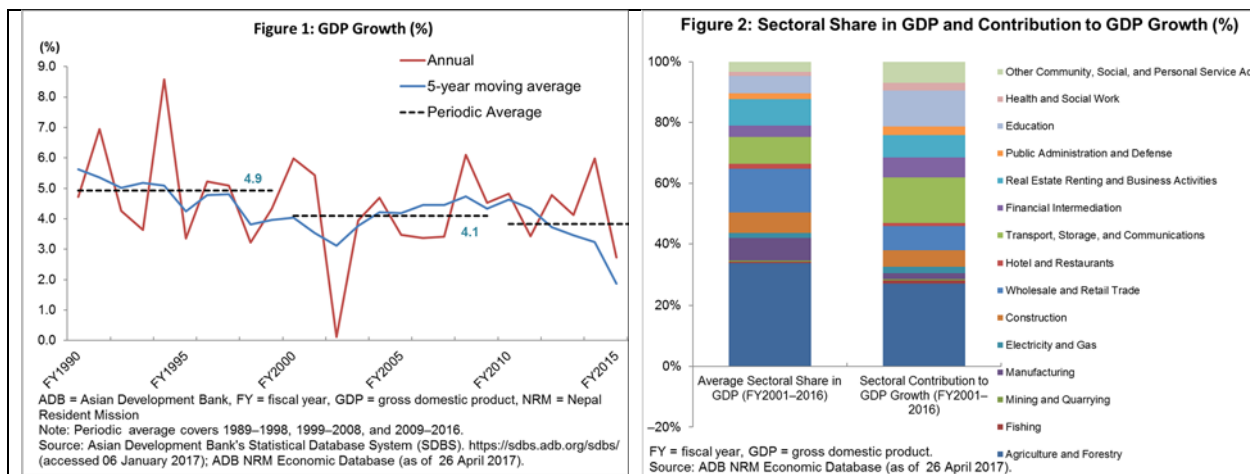 Figure 1: GDP Growth (%)
(%)
9.0
8.0
7.0
6.0
5.0
4.0
3.0
2.0
1.0
0.0
Annual
5-year moving average
Periodic Average
4.9
4.1
FY1990
FY1995
FY2000
FY2005
FY2010
FY2015
ADB = Asian Development Bank, FY = fiscal year, GDP = gross domestic product, NRM = Nepal
Resident Mission
Note: Periodic average covers 1989–1998, 1999–2008, and 2009–2016.
Source: Asian Development Bank's Statistical Database System (SDBS). https://sdbs.adb.org/sdbs/
(accessed 06 January 2017); ADB NRM Economic Database (as of 26 April 2017).
Figure 2: Sectoral Share in GDP and Contribution to GDP Growth (%)
100%
80%
60%
40%
20%
0%
–20%
Average Sectoral Share in
GDP (FY2001–2016)
Sectoral Contribution to
GDP Growth (FY2001–
2016)
Other Community, Social, and Personal Service Ac
Health and Social Work
Education
Public Administration and Defense
Real Estate Renting and Business Activities
Financial Intermediation
Transport, Storage, and Communications
Hotel and Restaurants
Wholesale and Retail Trade
Construction
Electricity and Gas
Manufacturing
Mining and Quarrying
Fishing
Agriculture and Forestry
FY = fiscal year, GDP = gross domestic product.
Source: ADB NRM Economic Database (as of 26 April 2017).